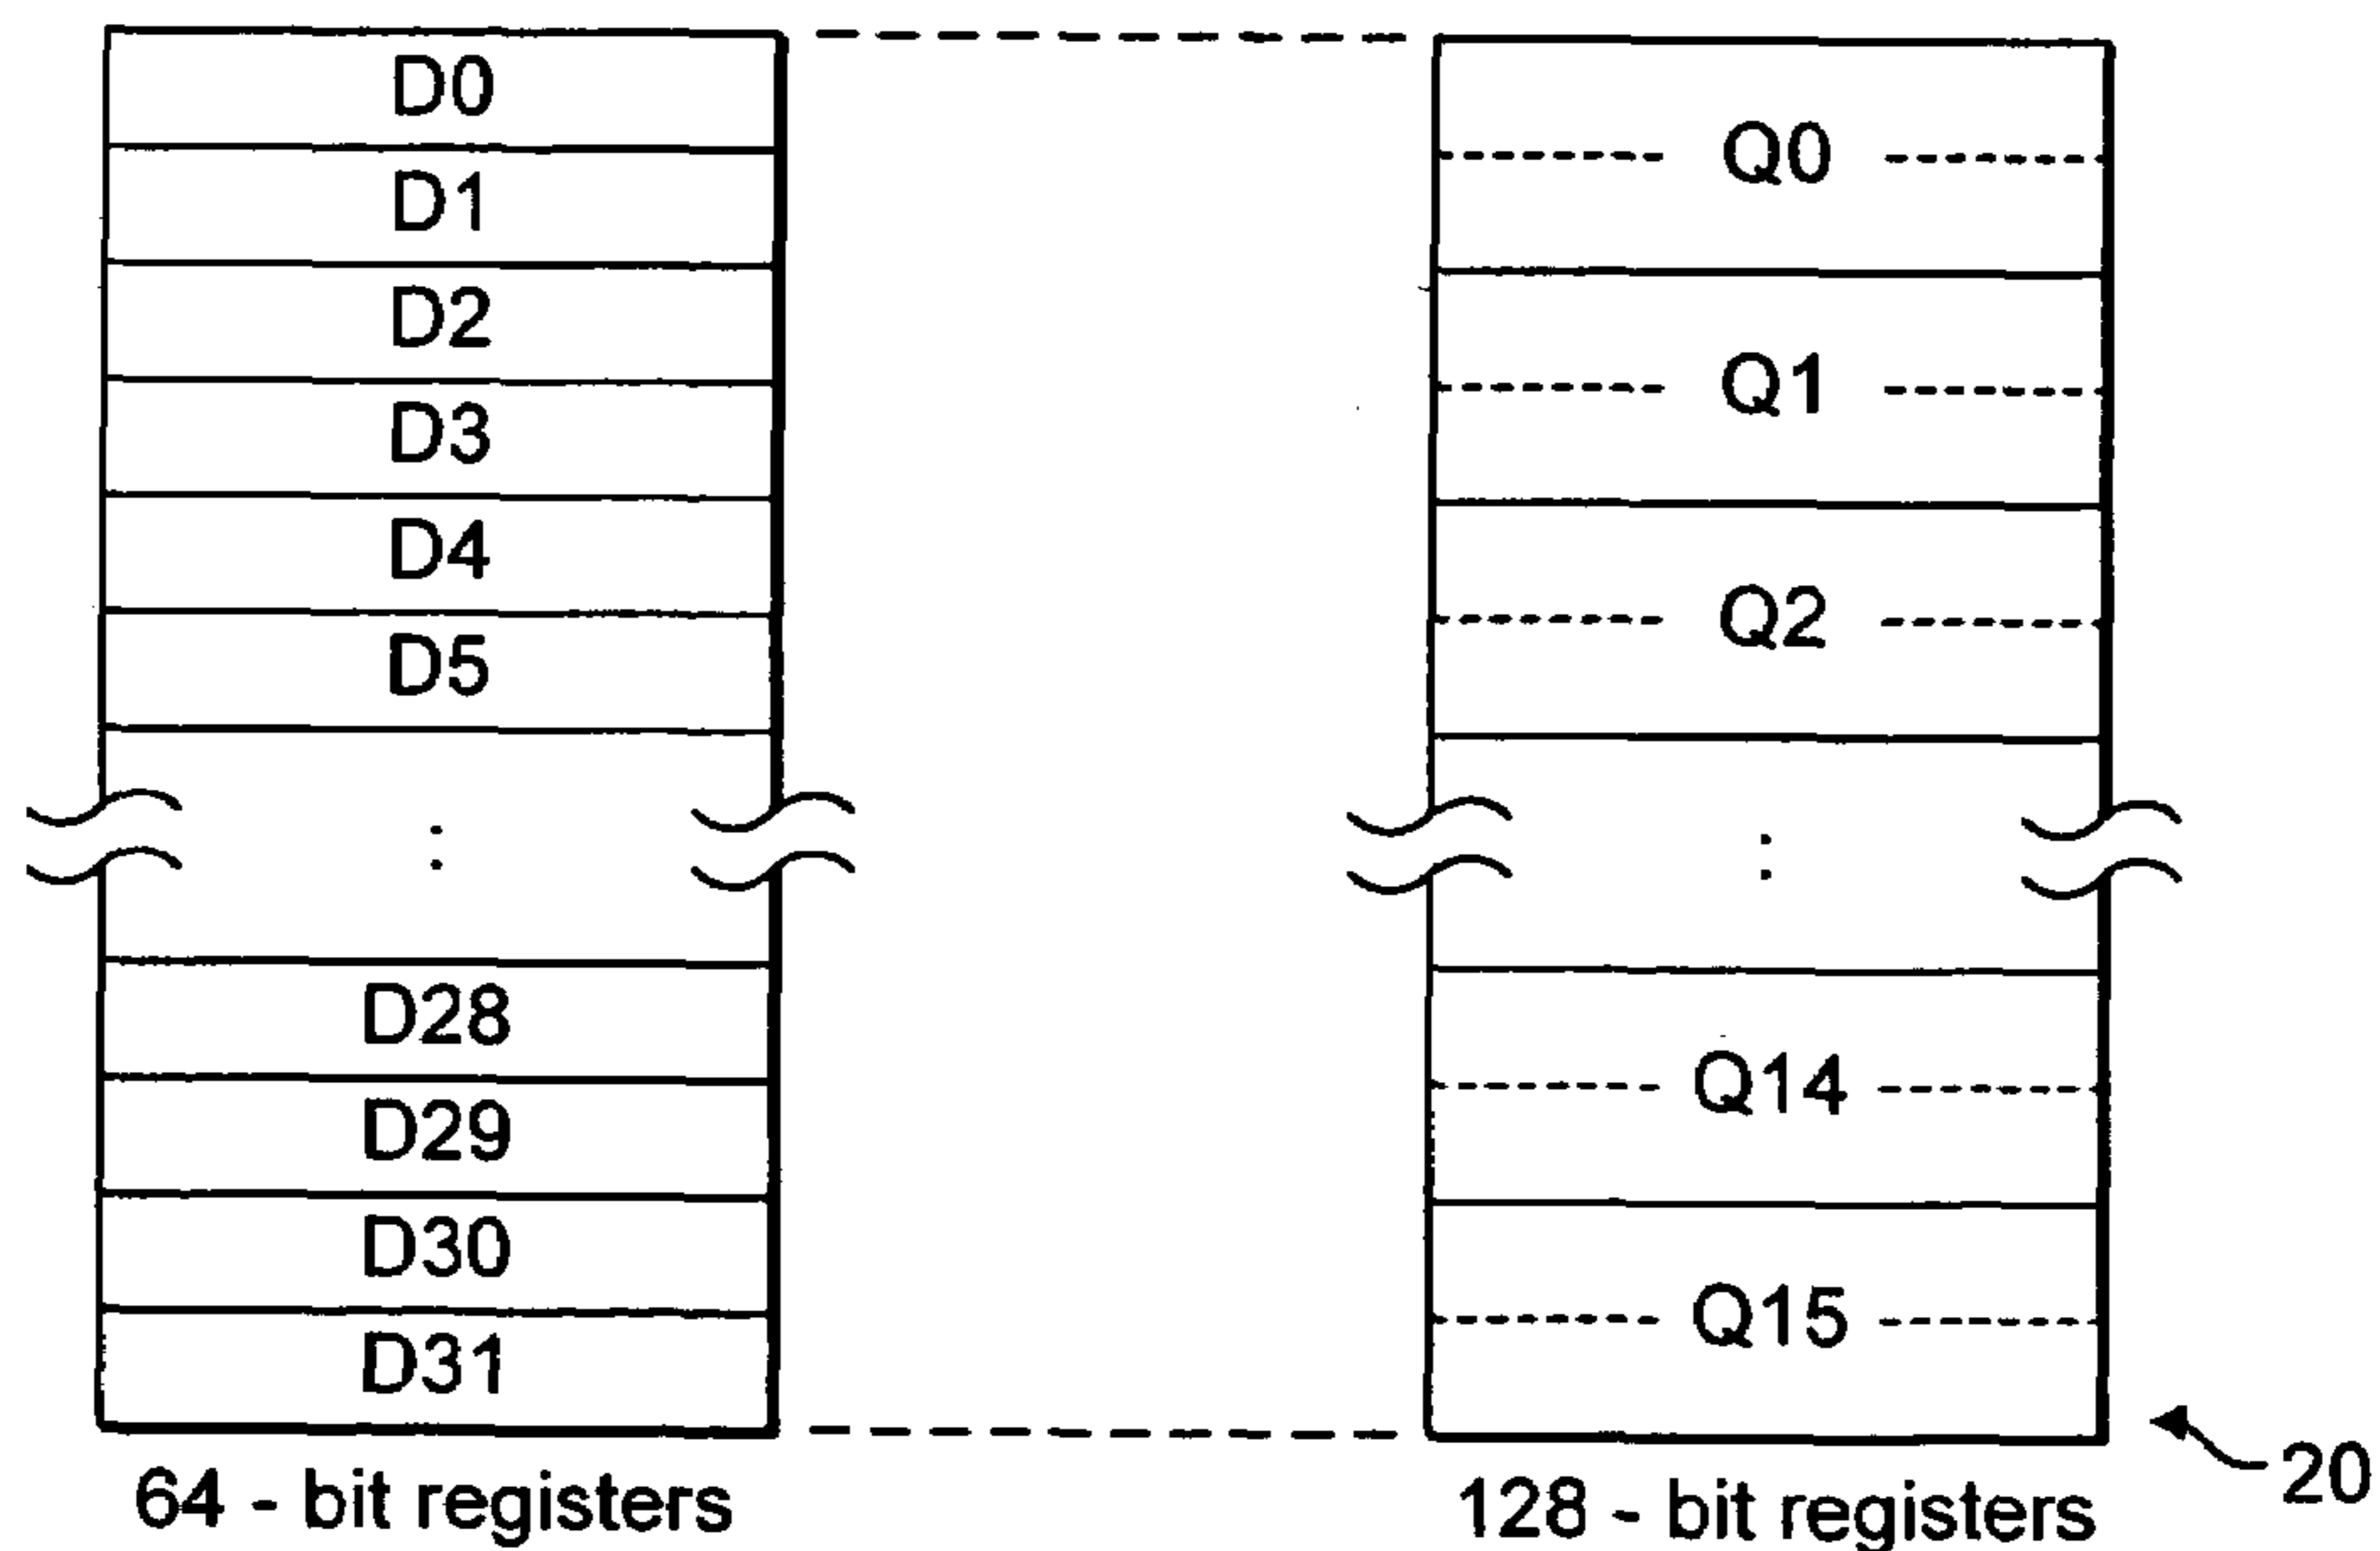 D0
D1
D2
D3
D4
D5
:
D28
D29
D30
D31
64 - bit registers
Q0
Q1
Q2
:
Q14
Q15
128 - bit registers
20